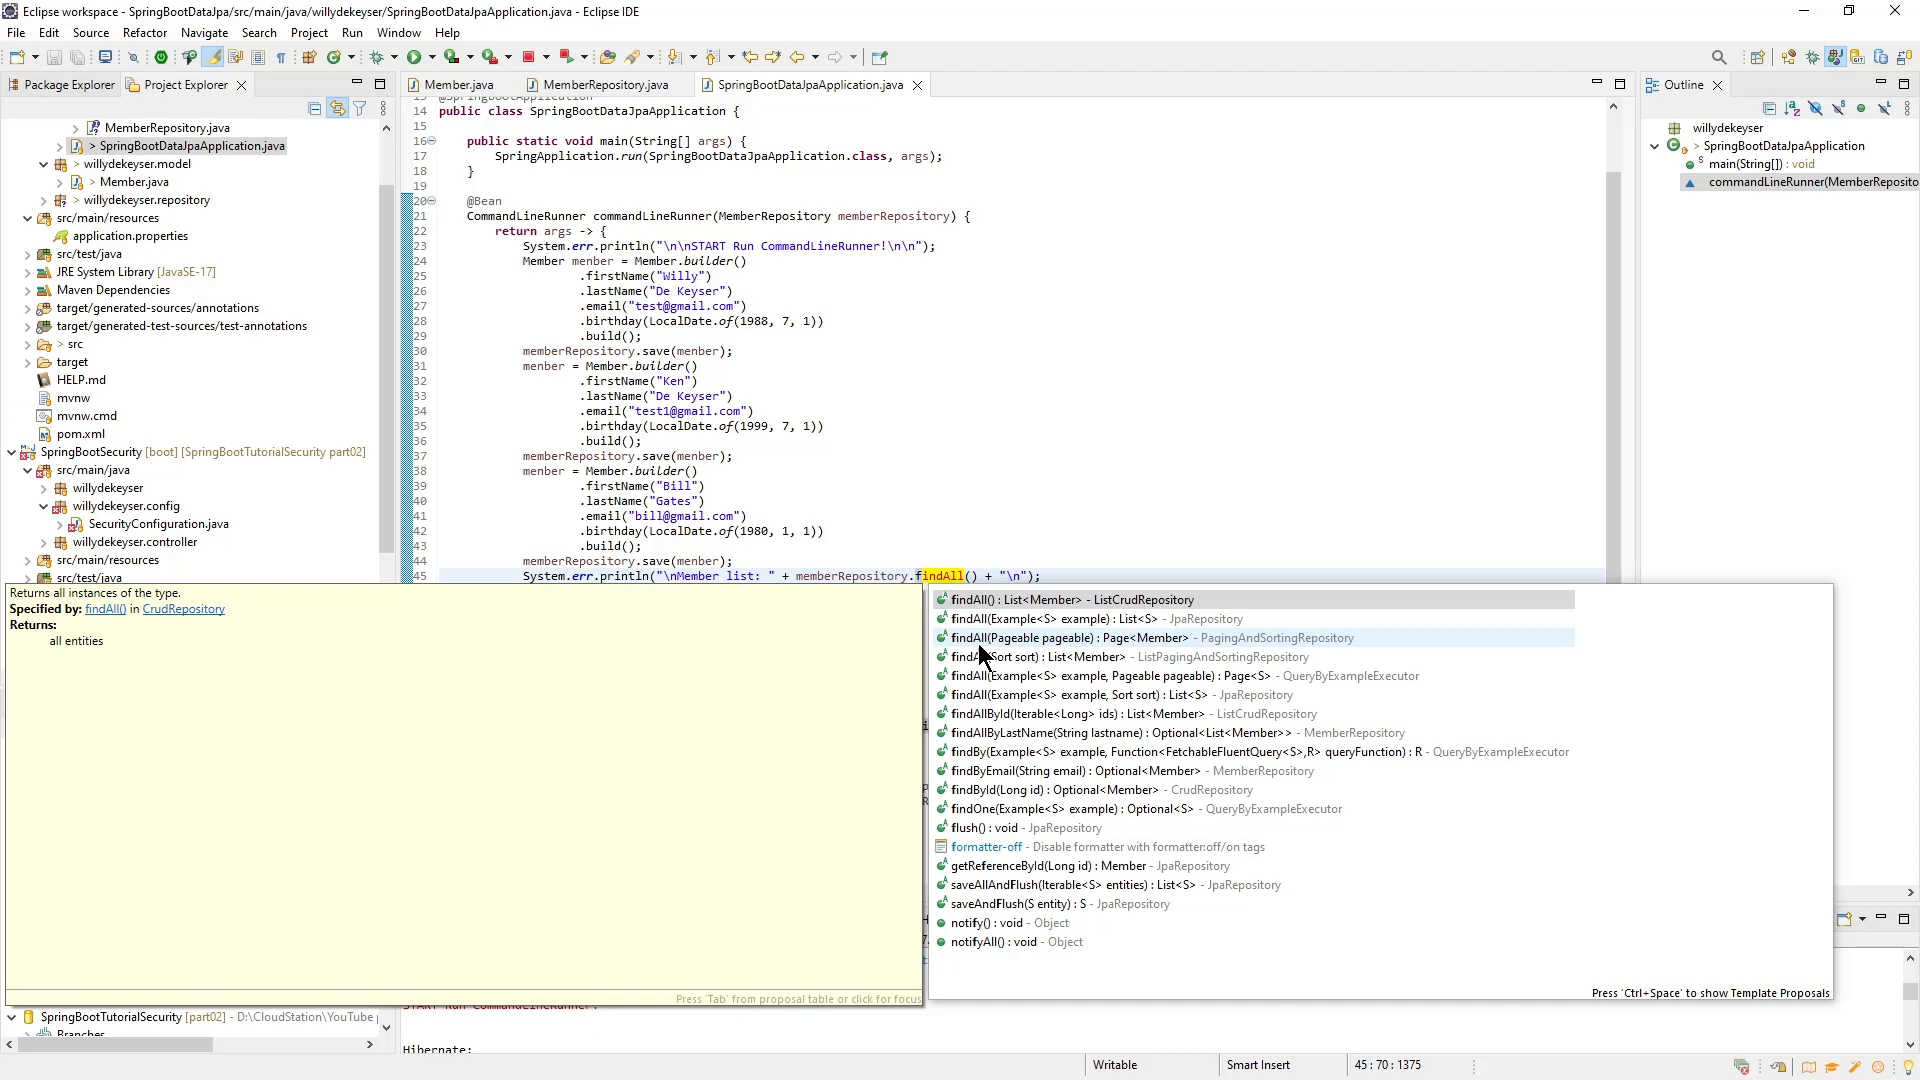 Eclipse workspace - SpringBootDataJpa/src/main/java/willydekeyser/SpringBootDataJpaApplication.java - Eclipse IDE
File Edit Source Refactor Navigate Search Project Run Window Help
Package Explorer Project Explorer
MemberRepository.java
> SpringBootDataJpaApplication.java
> willydekeyser.model
> Member.java
> willydekeyser.repository
src/main/resources
application.properties
src/test/java
JRE System Library [JavaSE-17]
Maven Dependencies
target/generated-sources/annotations
target/generated-test-sources/test-annotations
> src
target
HELP.md
mvnw
mvnw.cmd
pom.xml
SpringBootSecurity [boot] [SpringBootTutorialSecurity part02]
src/main/java
willydekeyser
willydekeyser.config
SecurityConfiguration.java
willydekeyser.controller
src/main/resources
src/test/java
Member.java MemberRepository.java SpringBootDataJpaApplication.java
13 @SpringBootApplication
14 public class SpringBootDataJpaApplication {
15
16 public static void main(String[] args) {
17 SpringApplication.run(SpringBootDataJpaApplication.class, args);
18 }
19
20 @Bean
21 CommandLineRunner commandLineRunner(MemberRepository memberRepository) {
22 return args -> {
23 System.err.println("\n\nSTART Run CommandLineRunner!\n\n");
24 Member menber = Member.builder()
25 .firstName("Willy")
26 .lastName("De Keyser")
27 .email("test@gmail.com")
28 .birthday(LocalDate.of(1988, 7, 1))
29 .build();
30 memberRepository.save(menber);
31 menber = Member.builder()
32 .firstName("Ken")
33 .lastName("De Keyser")
34 .email("test1@gmail.com")
35 .birthday(LocalDate.of(1999, 7, 1))
36 .build();
37 memberRepository.save(menber);
38 menber = Member.builder()
39 .firstName("Bill")
40 .lastName("Gates")
41 .email("bill@gmail.com")
42 .birthday(LocalDate.of(1980, 1, 1))
43 .build();
44 memberRepository.save(menber);
45 System.err.println("\nMember list: " + memberRepository.findAll() + "\n");
Outline
willydekeyser
> SpringBootDataJpaApplication
main(String[]) : void
commandLineRunner(MemberReposito
Returns all instances of the type.
Specified by: findAll() in CrudRepository
Returns:
all entities
Press 'Tab' from proposal table or click for focus
findAll() : List<Member> - ListCrudRepository
findAll(Example<S> example) : List<S> - JpaRepository
findAll(Pageable pageable) : Page<Member> - PagingAndSortingRepository
findAll(Sort sort) : List<Member> - ListPagingAndSortingRepository
findAll(Example<S> example, Pageable pageable) : Page<S> - QueryByExampleExecutor
findAll(Example<S> example, Sort sort) : List<S> - JpaRepository
findAllById(Iterable<Long> ids) : List<Member> - ListCrudRepository
findAllByLastName(String lastname) : Optional<List<Member>> - MemberRepository
findBy(Example<S> example, Function<FetchableFluentQuery<S>,R> queryFunction) : R - QueryByExampleExecutor
findByEmail(String email) : Optional<Member> - MemberRepository
findById(Long id) : Optional<Member> - CrudRepository
findOne(Example<S> example) : Optional<S> - QueryByExampleExecutor
flush() : void - JpaRepository
formatter-off - Disable formatter with formatter:off/on tags
getReferenceById(Long id) : Member - JpaRepository
saveAllAndFlush(Iterable<S> entities) : List<S> - JpaRepository
saveAndFlush(S entity) : S - JpaRepository
notify() : void - Object
notifyAll() : void - Object
Press 'Ctrl+Space' to show Template Proposals
START Run CommandLineRunner!
SpringBootTutorialSecurity [part02] - D:\CloudStation\YouTube
Branches
Hibernate:
Writable Smart Insert 45 : 70 : 1375